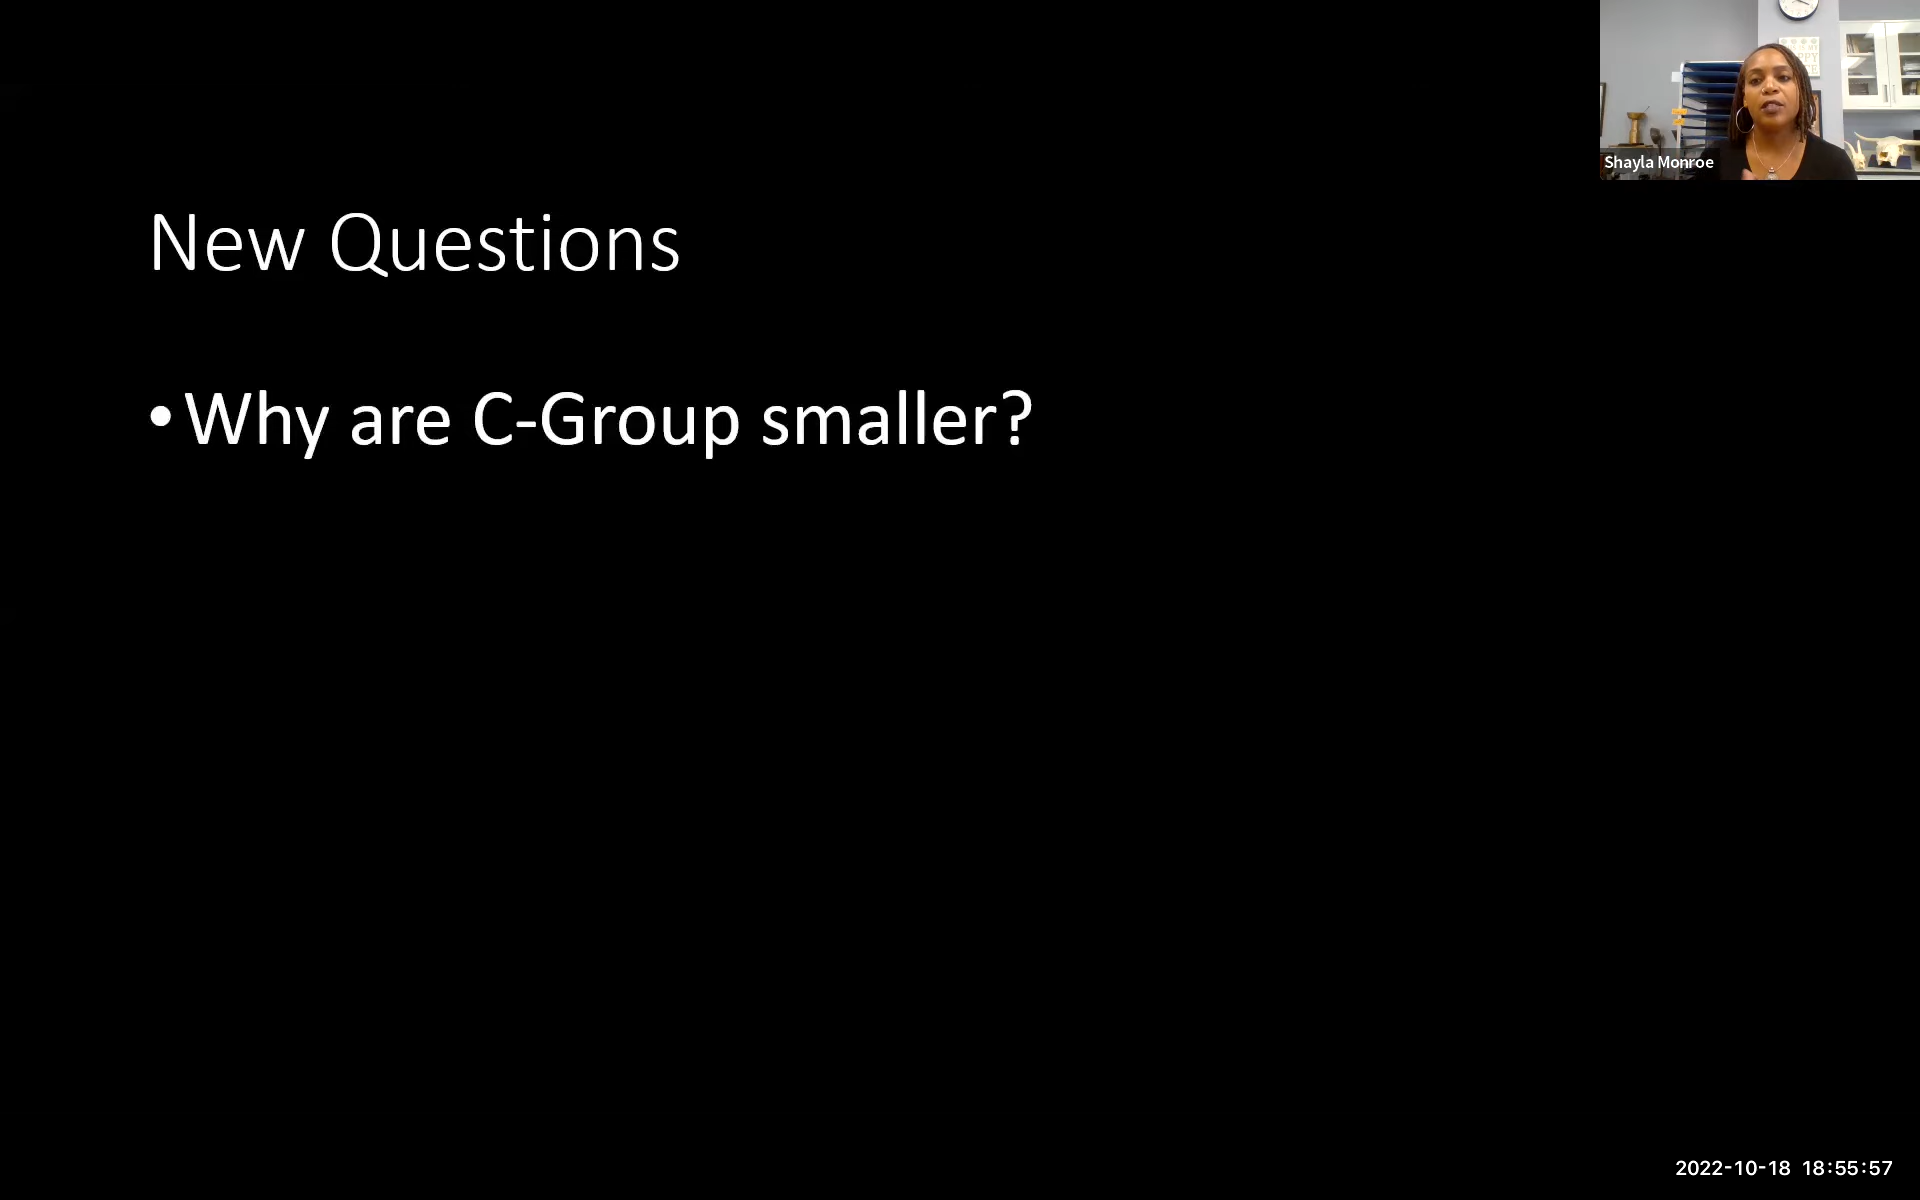 Shayla Monroe
New Questions
• Why are C-Group smaller?
2022-10-18 18:55:57